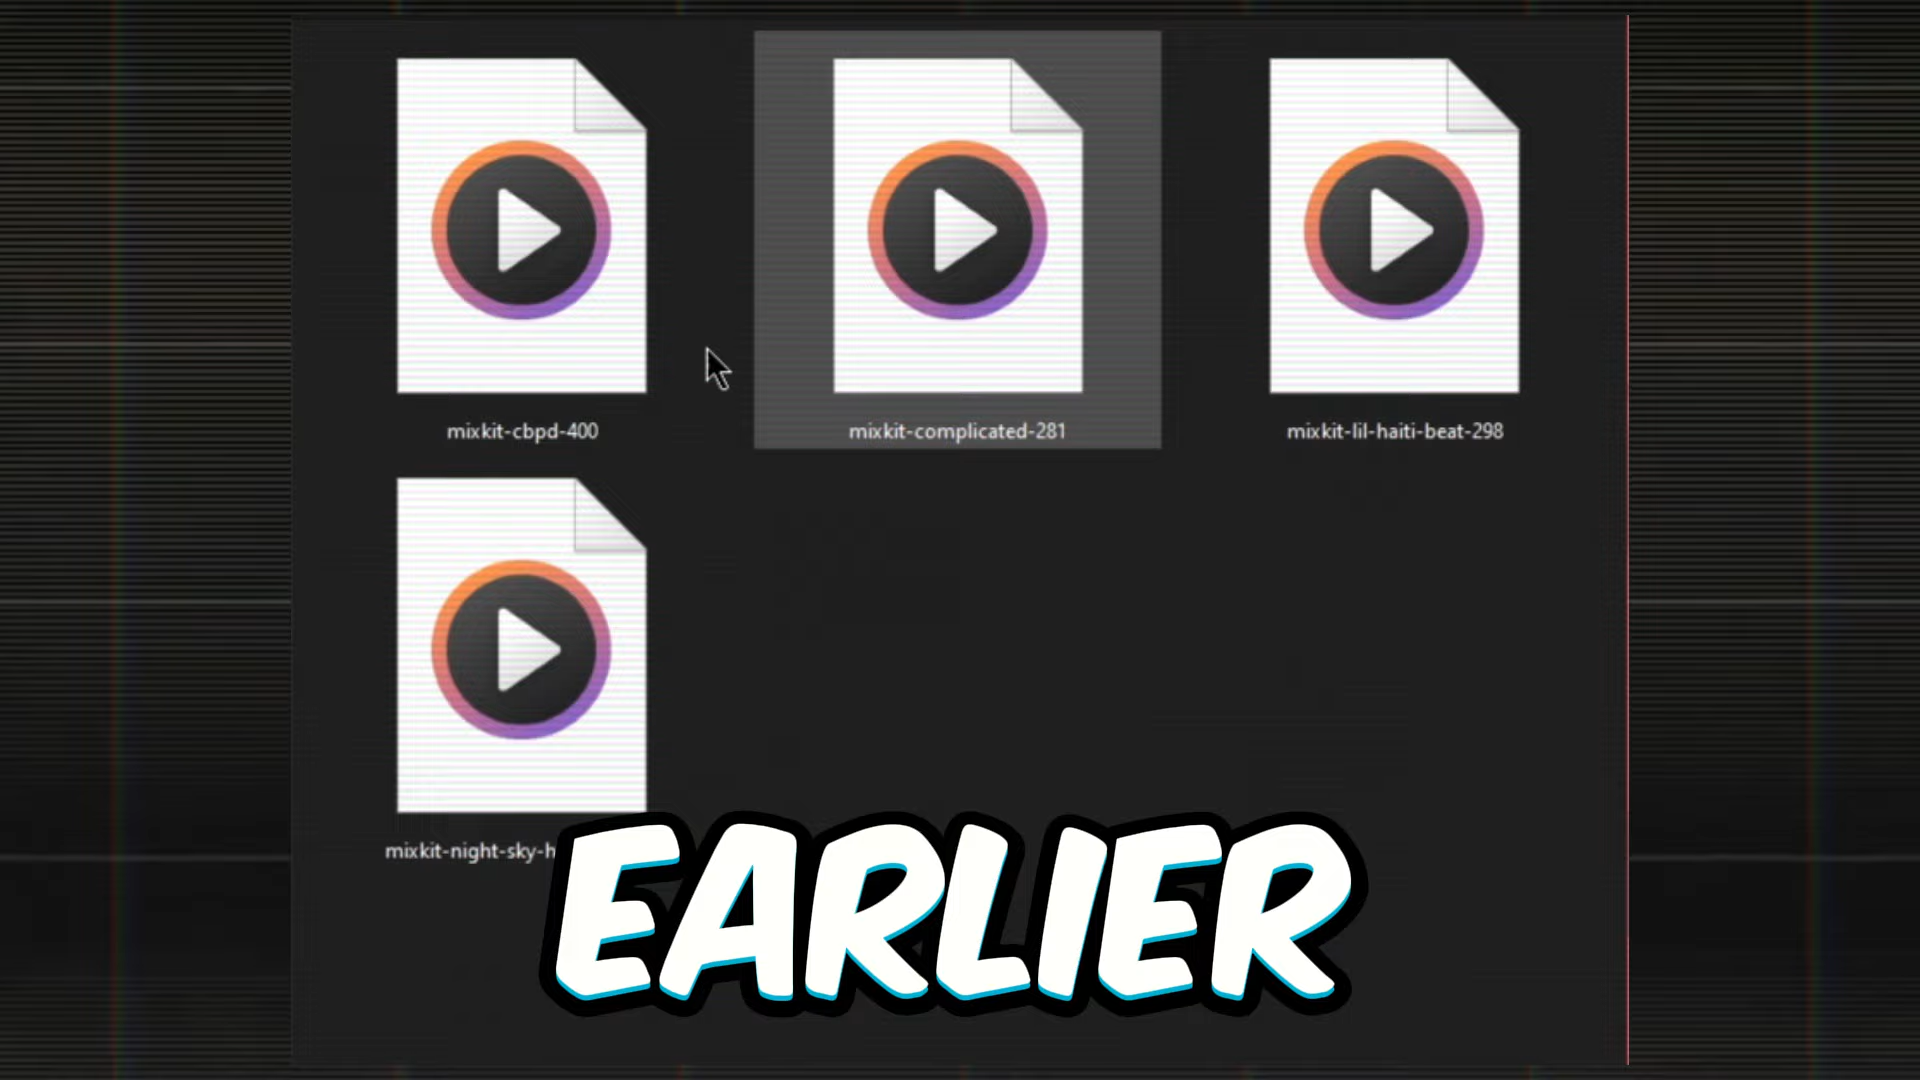 mixkit-cbpd-400
mixkit-complicated-281
mixkit-lil-haiti-beat-298
mixkit-night-sky-h
EARLIER